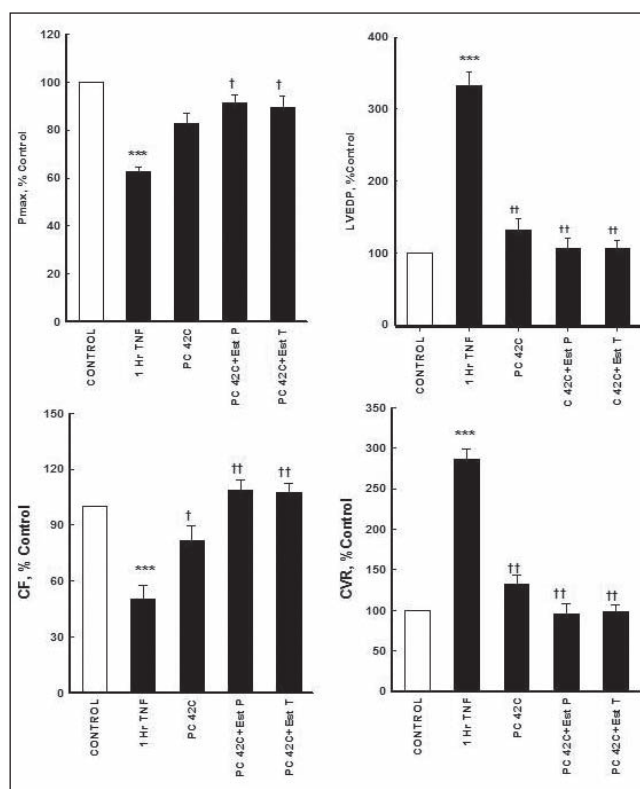 120
100
80
60
40
20
0
Pmax, % Control
***
†
†
CONTROL
1 Hr TNF
PC 42C
PC 42C+Est P
PC 42C+Est T
400
300
200
100
0
LVEDP, %Control
***
††
††
††
CONTROL
1 Hr TNF
PC 42C
C 42C+Est P
C 42C+Est T
150
120
90
60
30
0
CF, % Control
***
†
††
††
CONTROL
1 Hr TNF
PC 42C
PC 42C+Est P
PC 42C+Est T
350
300
250
200
150
100
50
0
CVR, % Control
***
††
††
††
CONTROL
1 Hr TNF
PC 42C
PC 42C+Est P
PC 42C+Est T